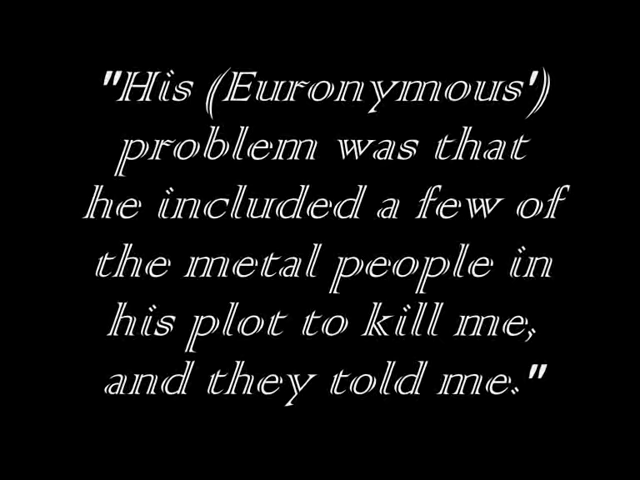 "His (Euronymous')
problem was that
he included a few of
the metal people in
his plot to kill me,
and they told me."